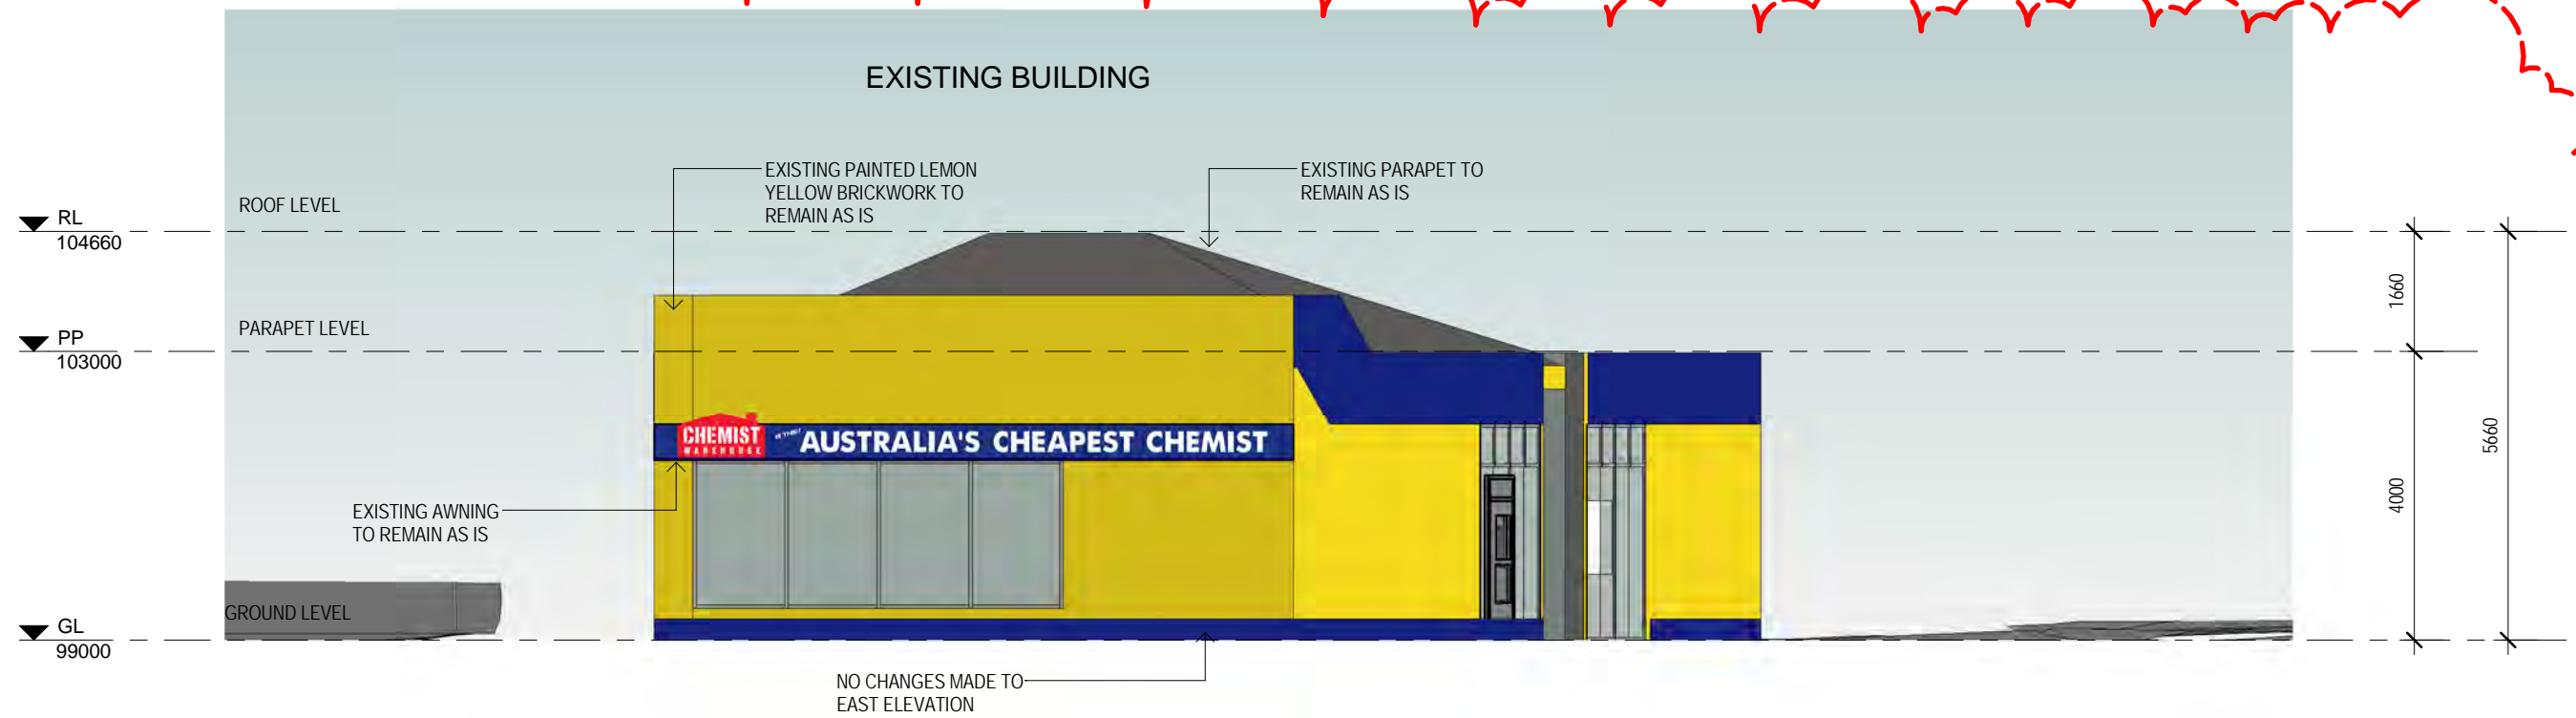 EXISTING BUILDING
EXISTING PAINTED LEMON
YELLOW BRICKWORK TO
REMAIN AS IS
EXISTING PARAPET TO
REMAIN AS IS
ROOF LEVEL
RL
104660
1660
PARAPET LEVEL
PP
103000
CHEMIST
WAREHOUSE
IS THIS
AUSTRALIA'S CHEAPEST CHEMIST
5660
4000
EXISTING AWNING
TO REMAIN AS IS
GROUND LEVEL
GL
99000
NO CHANGES MADE TO
EAST ELEVATION